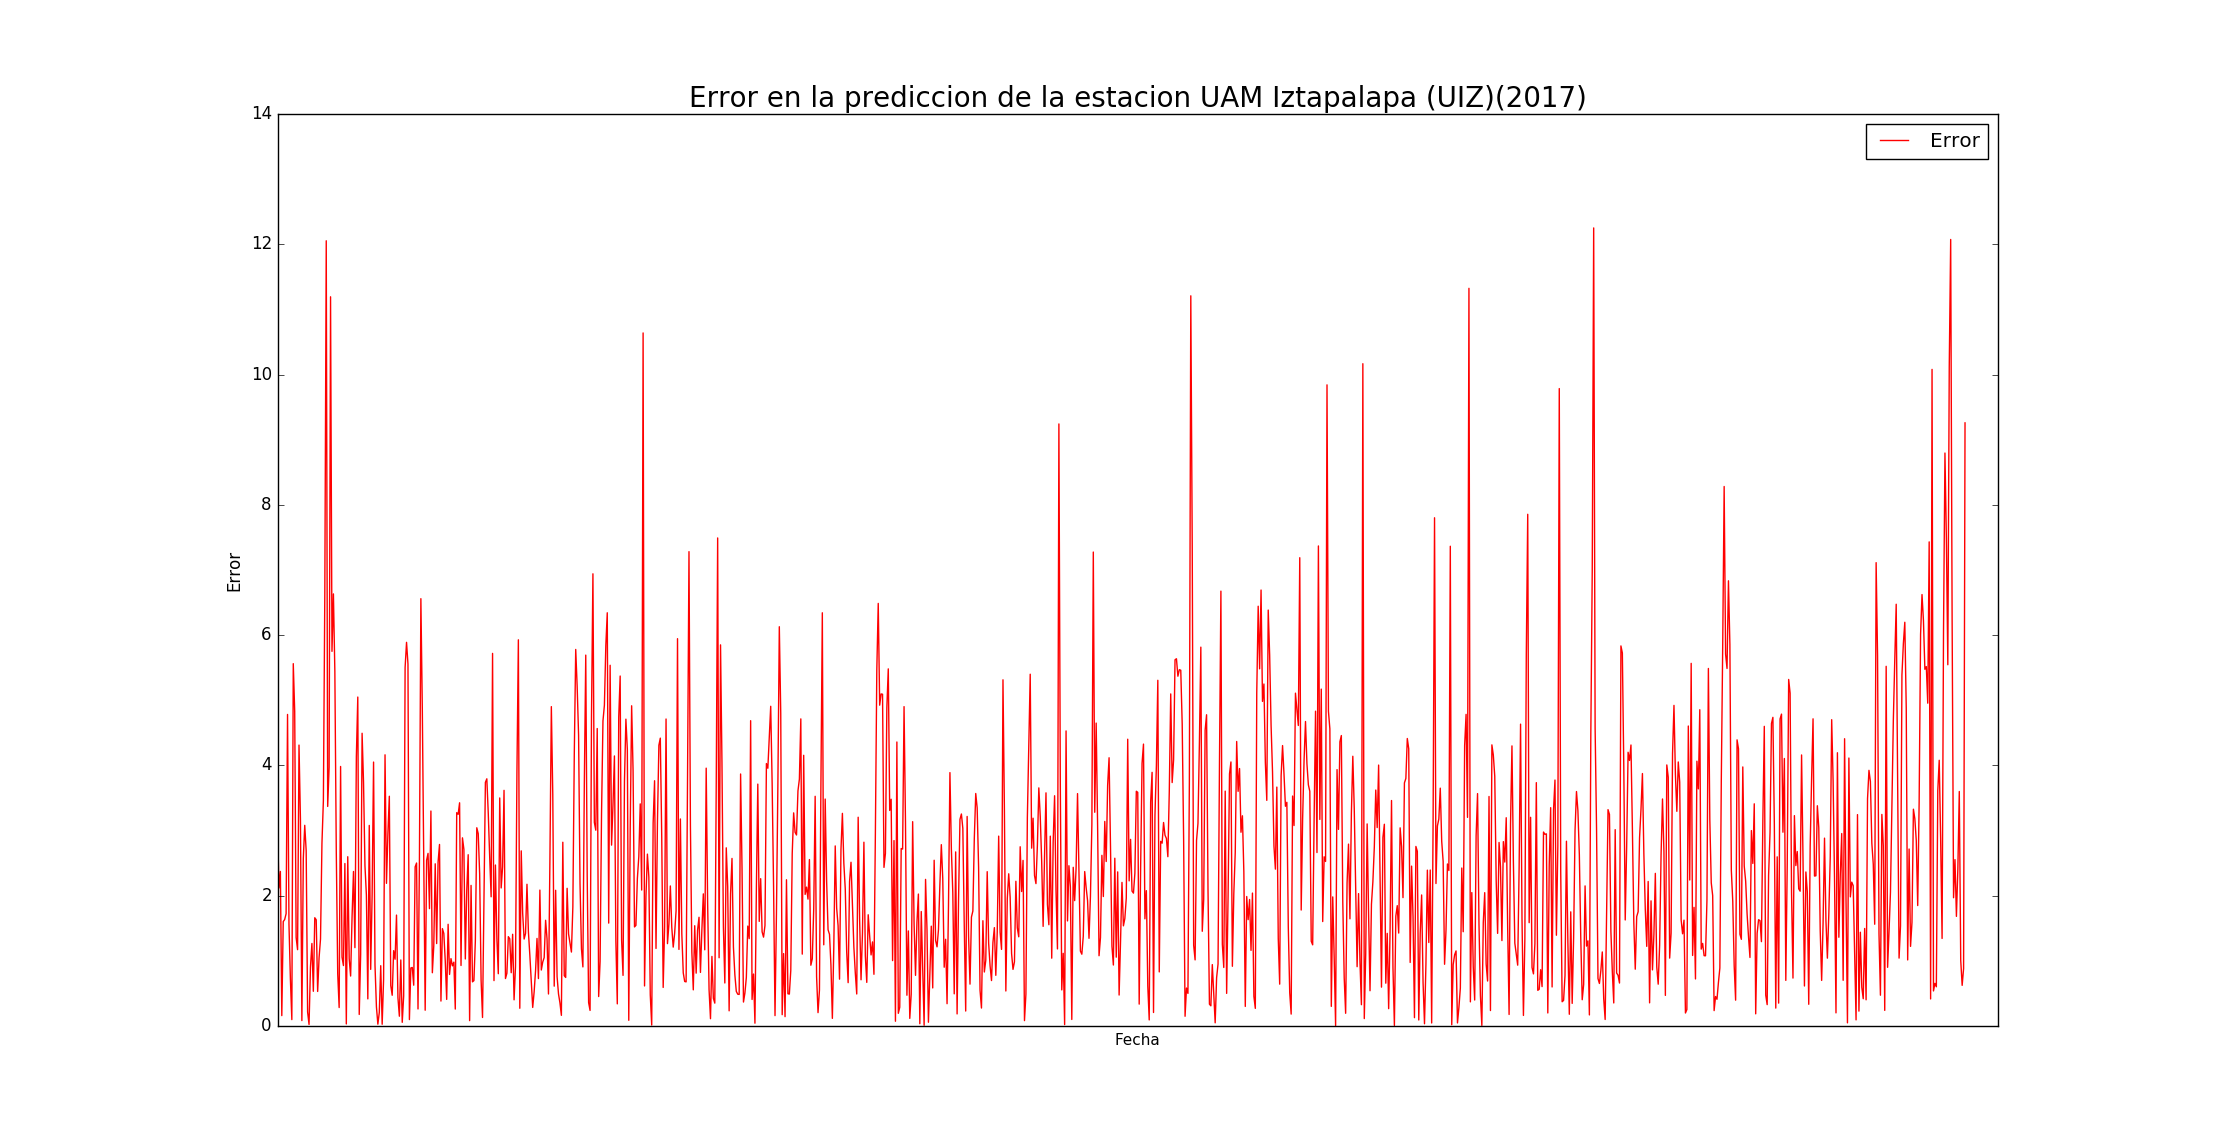 Error en la prediccion de la estacion UAM Iztapalapa (UIZ)(2017)
14
Error
12
10
8
6
4
2
0
Error
Fecha